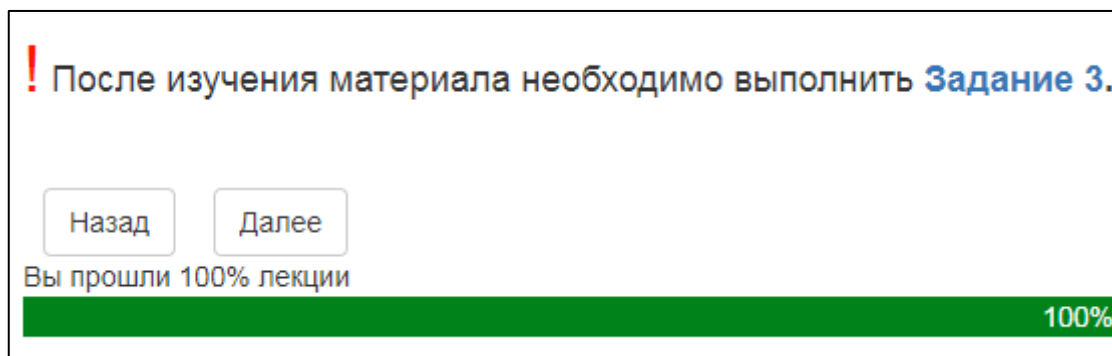 ! После изучения материала необходимо выполнить Задание 3.
Назад Далее
Вы прошли 100% лекции
100%